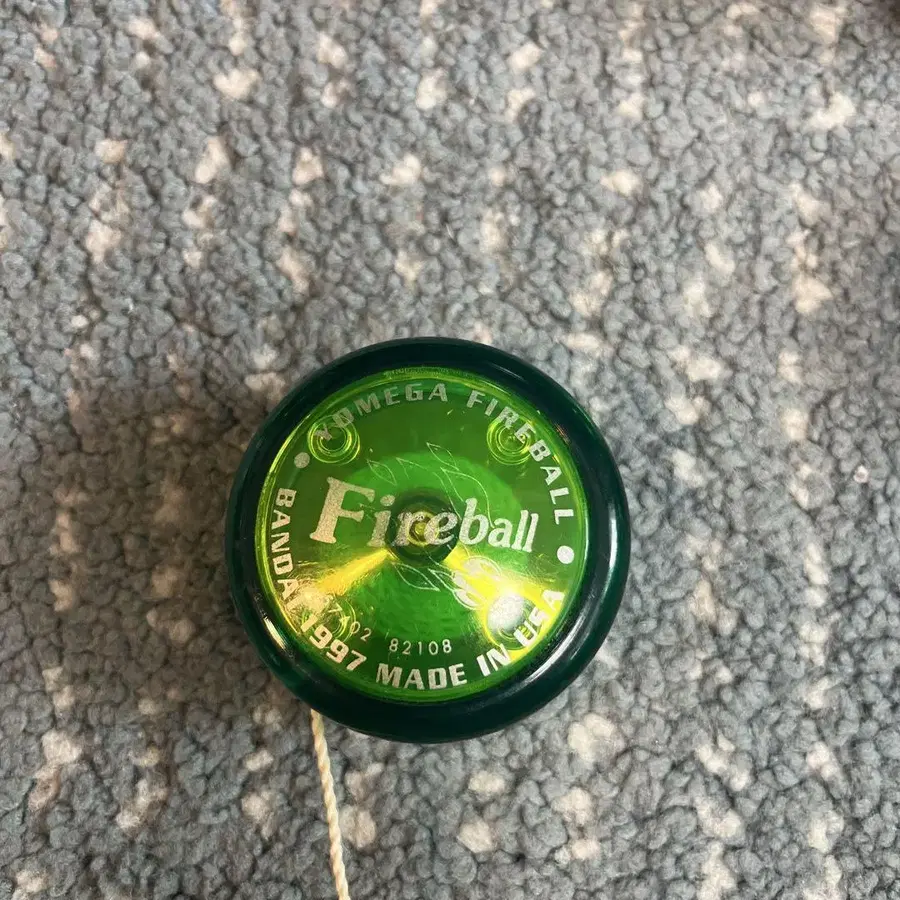 YOMEGA FIREBALL
Fireball
82108
BANDAI 1997 MADE IN USA